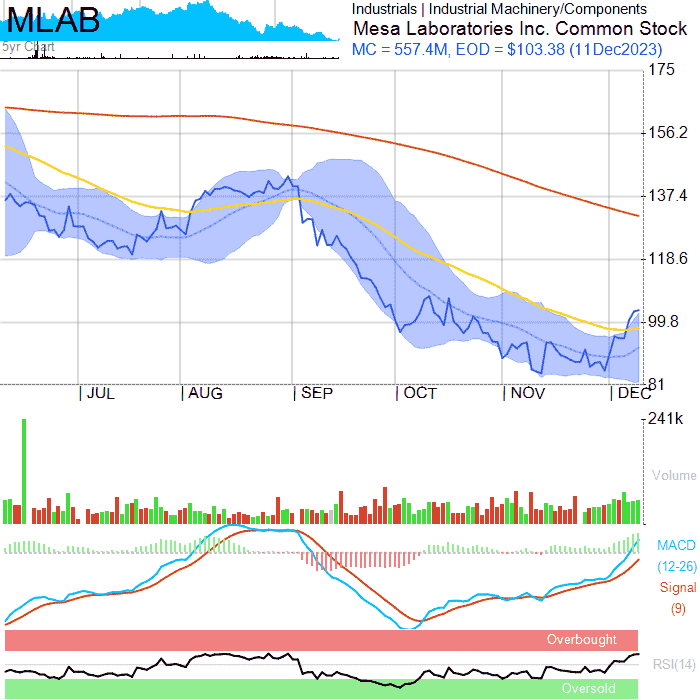 MLAB
5yr Chart
Industrials | Industrial Machinery/Components
Mesa Laboratories Inc. Common Stock
MC = 557.4M, EOD = $103.38 (11Dec2023)
175
156.2
137.4
118.6
99.8
81
JUL AUG SEP OCT NOV DEC
241k
Volume
MACD
(12-26)
Signal
(9)
Overbought
RSI(14)
Oversold